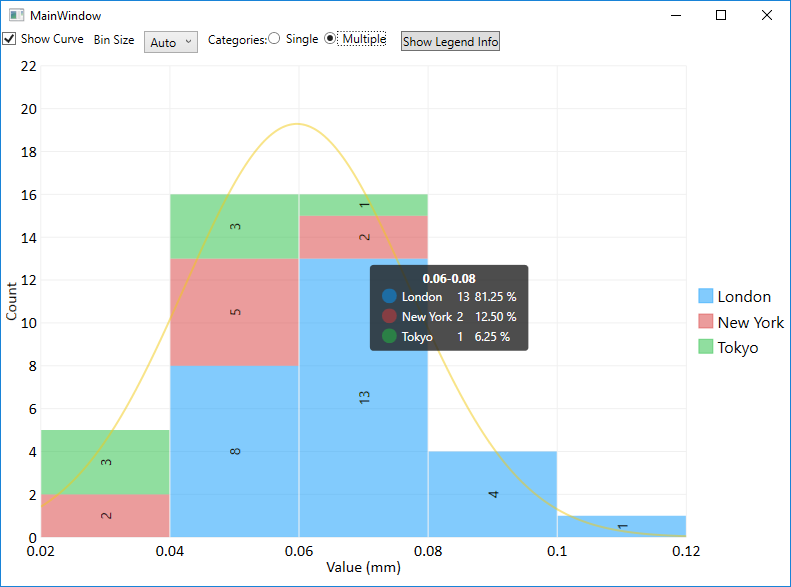 MainWindow
Show Curve Bin Size Auto Categories: Single Multiple Show Legend Info
22
20
18
16
14
12
10
8
6
4
2
0
Count
3
1
5
2
8
13
3
2
4
1
0.06-0.08
London 13 81.25 %
New York 2 12.50 %
Tokyo 1 6.25 %
London
New York
Tokyo
0.02 0.04 0.06 0.08 0.1 0.12
Value (mm)